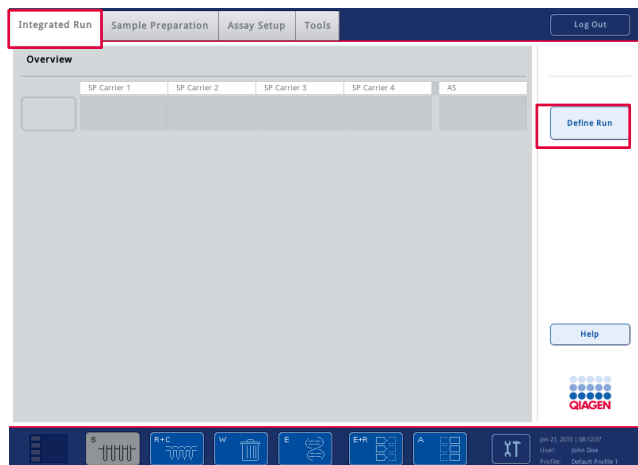 Integrated Run Sample Preparation Assay Setup Tools Log Out
Overview
SP Carrier 1 SP Carrier 2 SP Carrier 3 SP Carrier 4 AS
Define Run
Help
QIAGEN
S R+C W E E+R A
Jan 21, 2015 | 08:12:07
User: John Doe
Profile: Default Profile 1